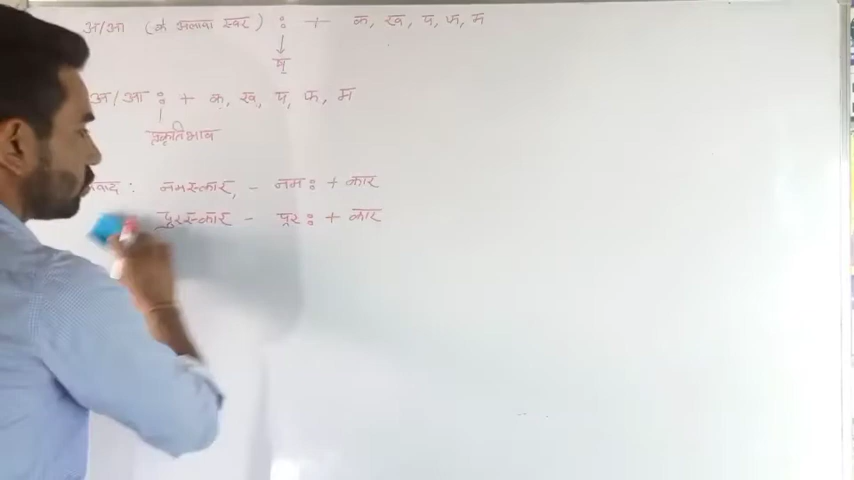 अ/आ (के अलावा स्वर) : + क, ख, प, फ, म
↓
ष्
अ/आ : + क, ख, प, फ, म
प्रकृतिभाव
: नमस्कार, - नम: + कार
पुरस्कार - पुर: + कार